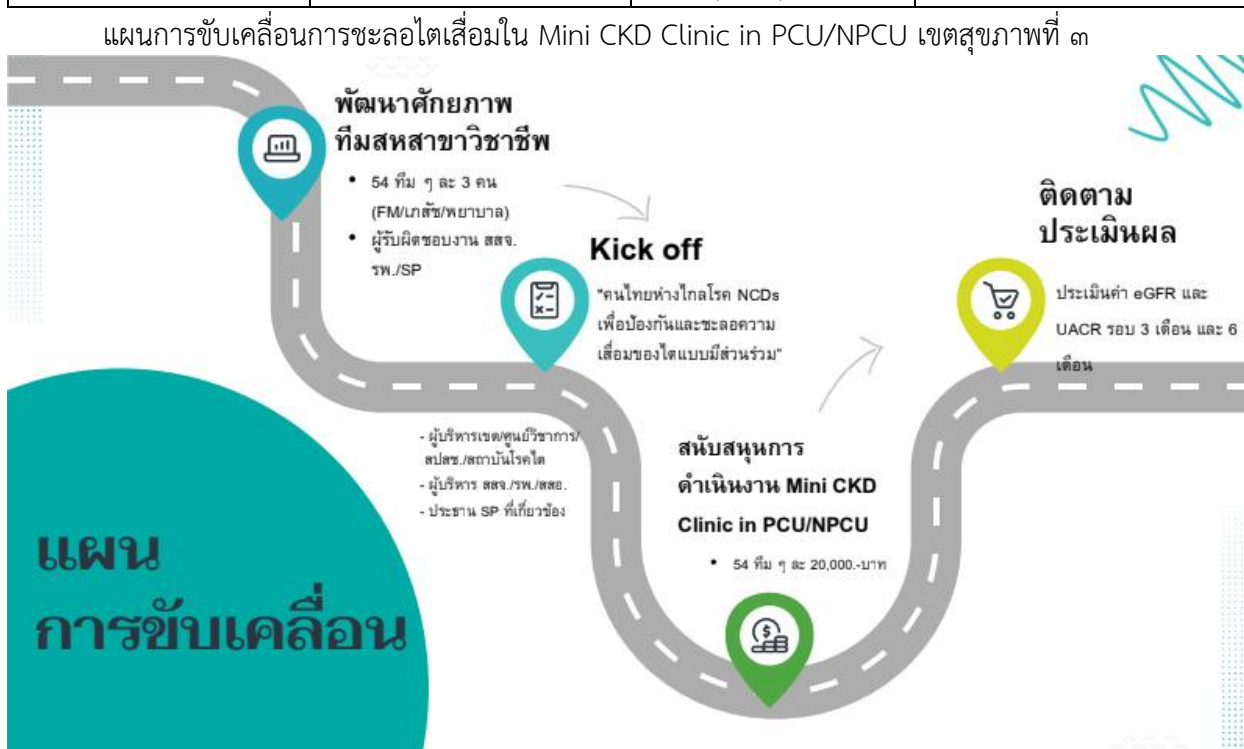 แผนการขับเคลื่อนการชะลอไตเสื่อมใน Mini CKD Clinic in PCU/NPCU เขตสุขภาพที่ ๓
พัฒนาศักยภาพ
ทีมสหสาขาวิชาชีพ
• 54 ทีม ๆ ละ 3 คน
(FM/เภสัช/พยาบาล)
• ผู้รับผิดชอบงาน สสจ.
รพ./SP
Kick off
"คนไทยห่างไกลโรค NCDs
เพื่อป้องกันและชะลอความ
เสื่อมของไตแบบมีส่วนร่วม"
- ผู้บริหารเขต/ศูนย์วิชาการ/
สปสช./สถาบันโรคไต
- ผู้บริหาร สสจ./รพ./สสอ.
- ประธาน SP ที่เกี่ยวข้อง
สนับสนุนการ
ดำเนินงาน Mini CKD
Clinic in PCU/NPCU
• 54 ทีม ๆ ละ 20,000.-บาท
ติดตาม
ประเมินผล
ประเมินค่า eGFR และ
UACR รอบ 3 เดือน และ 6
เดือน
แผน
การขับเคลื่อน